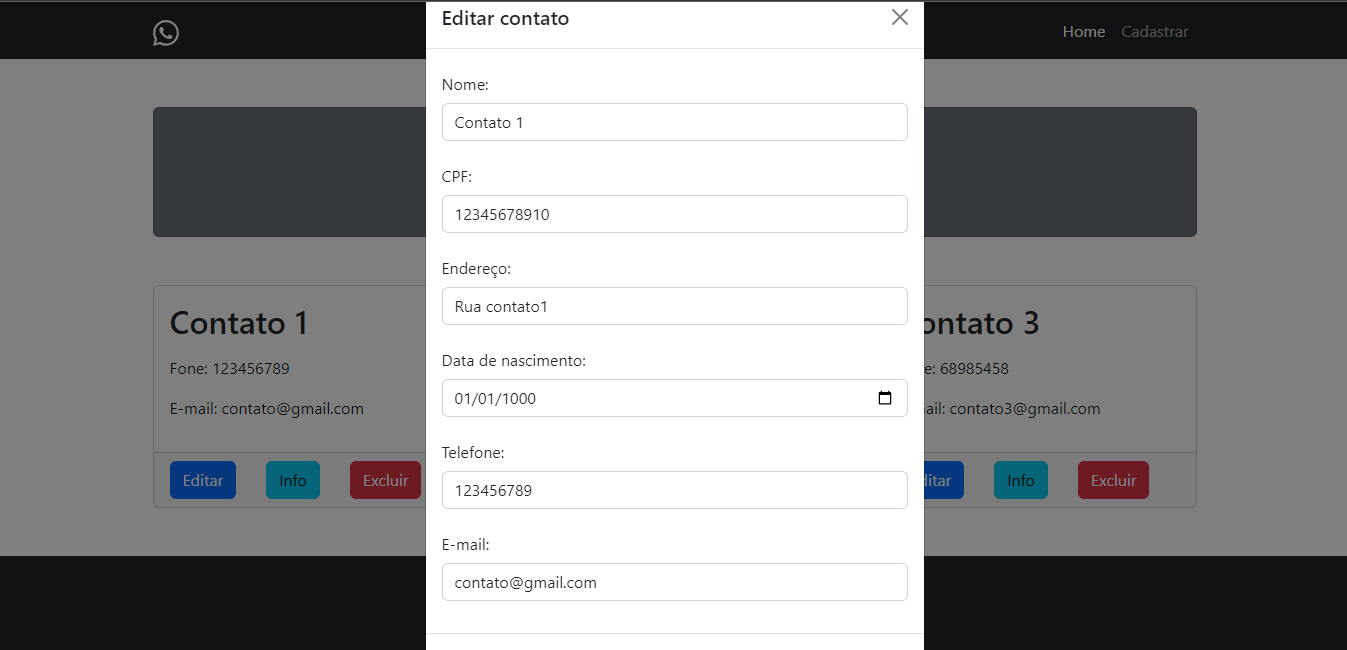 Editar contato
Home Cadastrar
Nome:
Contato 1
CPF:
12345678910
Endereço:
Rua contato1
Data de nascimento:
01/01/1000
Telefone:
123456789
E-mail:
contato@gmail.com
Contato 1
Fone: 123456789
E-mail: contato@gmail.com
Editar Info Excluir
ontato 3
e: 68985458
ail: contato3@gmail.com
ditar Info Excluir